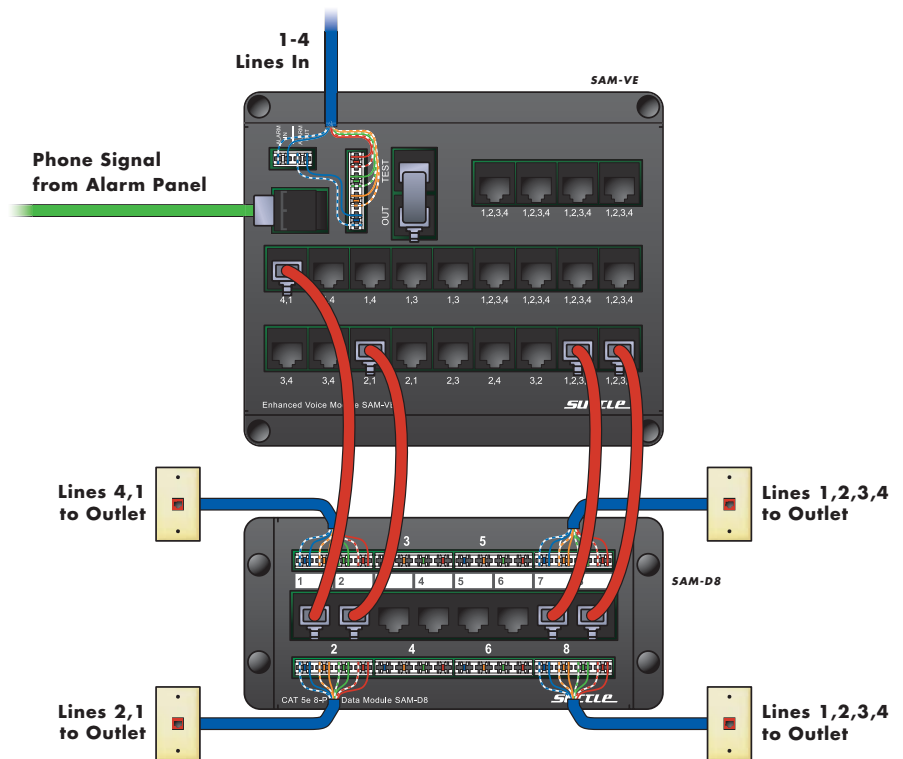 1-4
Lines In
SAM-VE
ALARM
IN
ALARM
Phone Signal
from Alarm Panel
TEST
OUT
1,2,3,4 1,2,3,4 1,2,3,4 1,2,3,4
4,1 1,4 1,3 1,3 1,2,3,4 1,2,3,4 1,2,3,4 1,2,3,4
3,4 3,4 2,1 2,1 2,3 2,4 3,2 1,2,3, 1,2,3,
Enhanced Voice Module SAM-VE
Lines 4,1
to Outlet
Lines 1,2,3,4
to Outlet
3 5
SAM-D8
1 2 4 5 6 7
2 4 6 8
CAT 5e Data Module SAM-D8
Lines 2,1
to Outlet
Lines 1,2,3,4
to Outlet